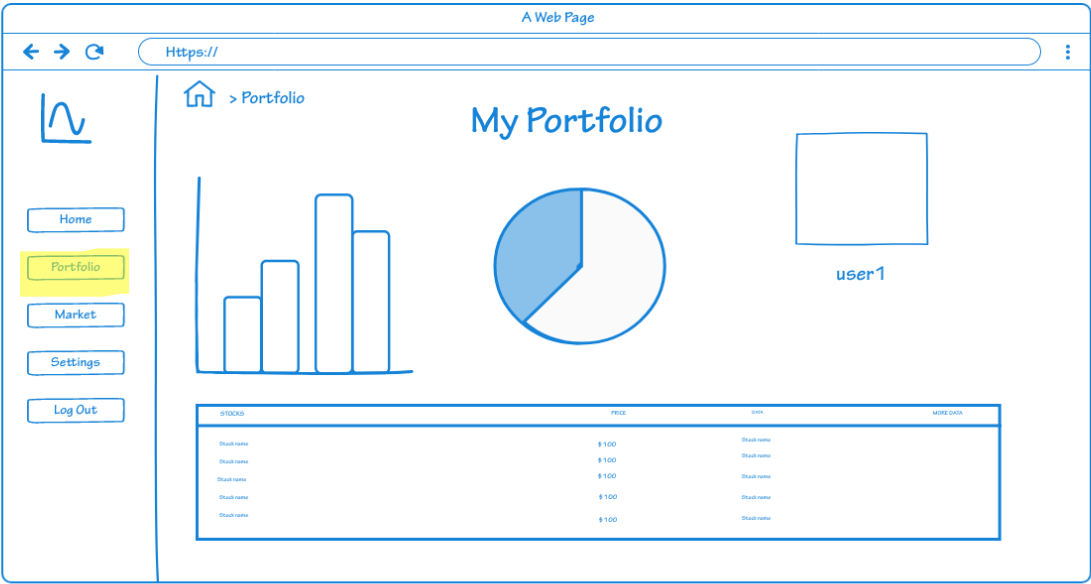 A Web Page
Https://
> Portfolio
My Portfolio
Home
Portfolio
Market
Settings
Log Out
user1
STOCKS PRICE DATA MORE DATA
Stock name $100 Stock name
Stock name $100 Stock name
Stock name $100 Stock name
Stock name $100 Stock name
Stock name $100 Stock name